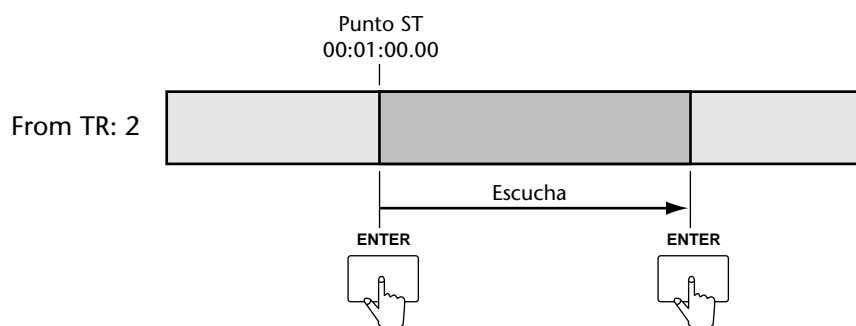 Punto ST
00:01:00.00
From TR: 2
Escucha
ENTER ENTER